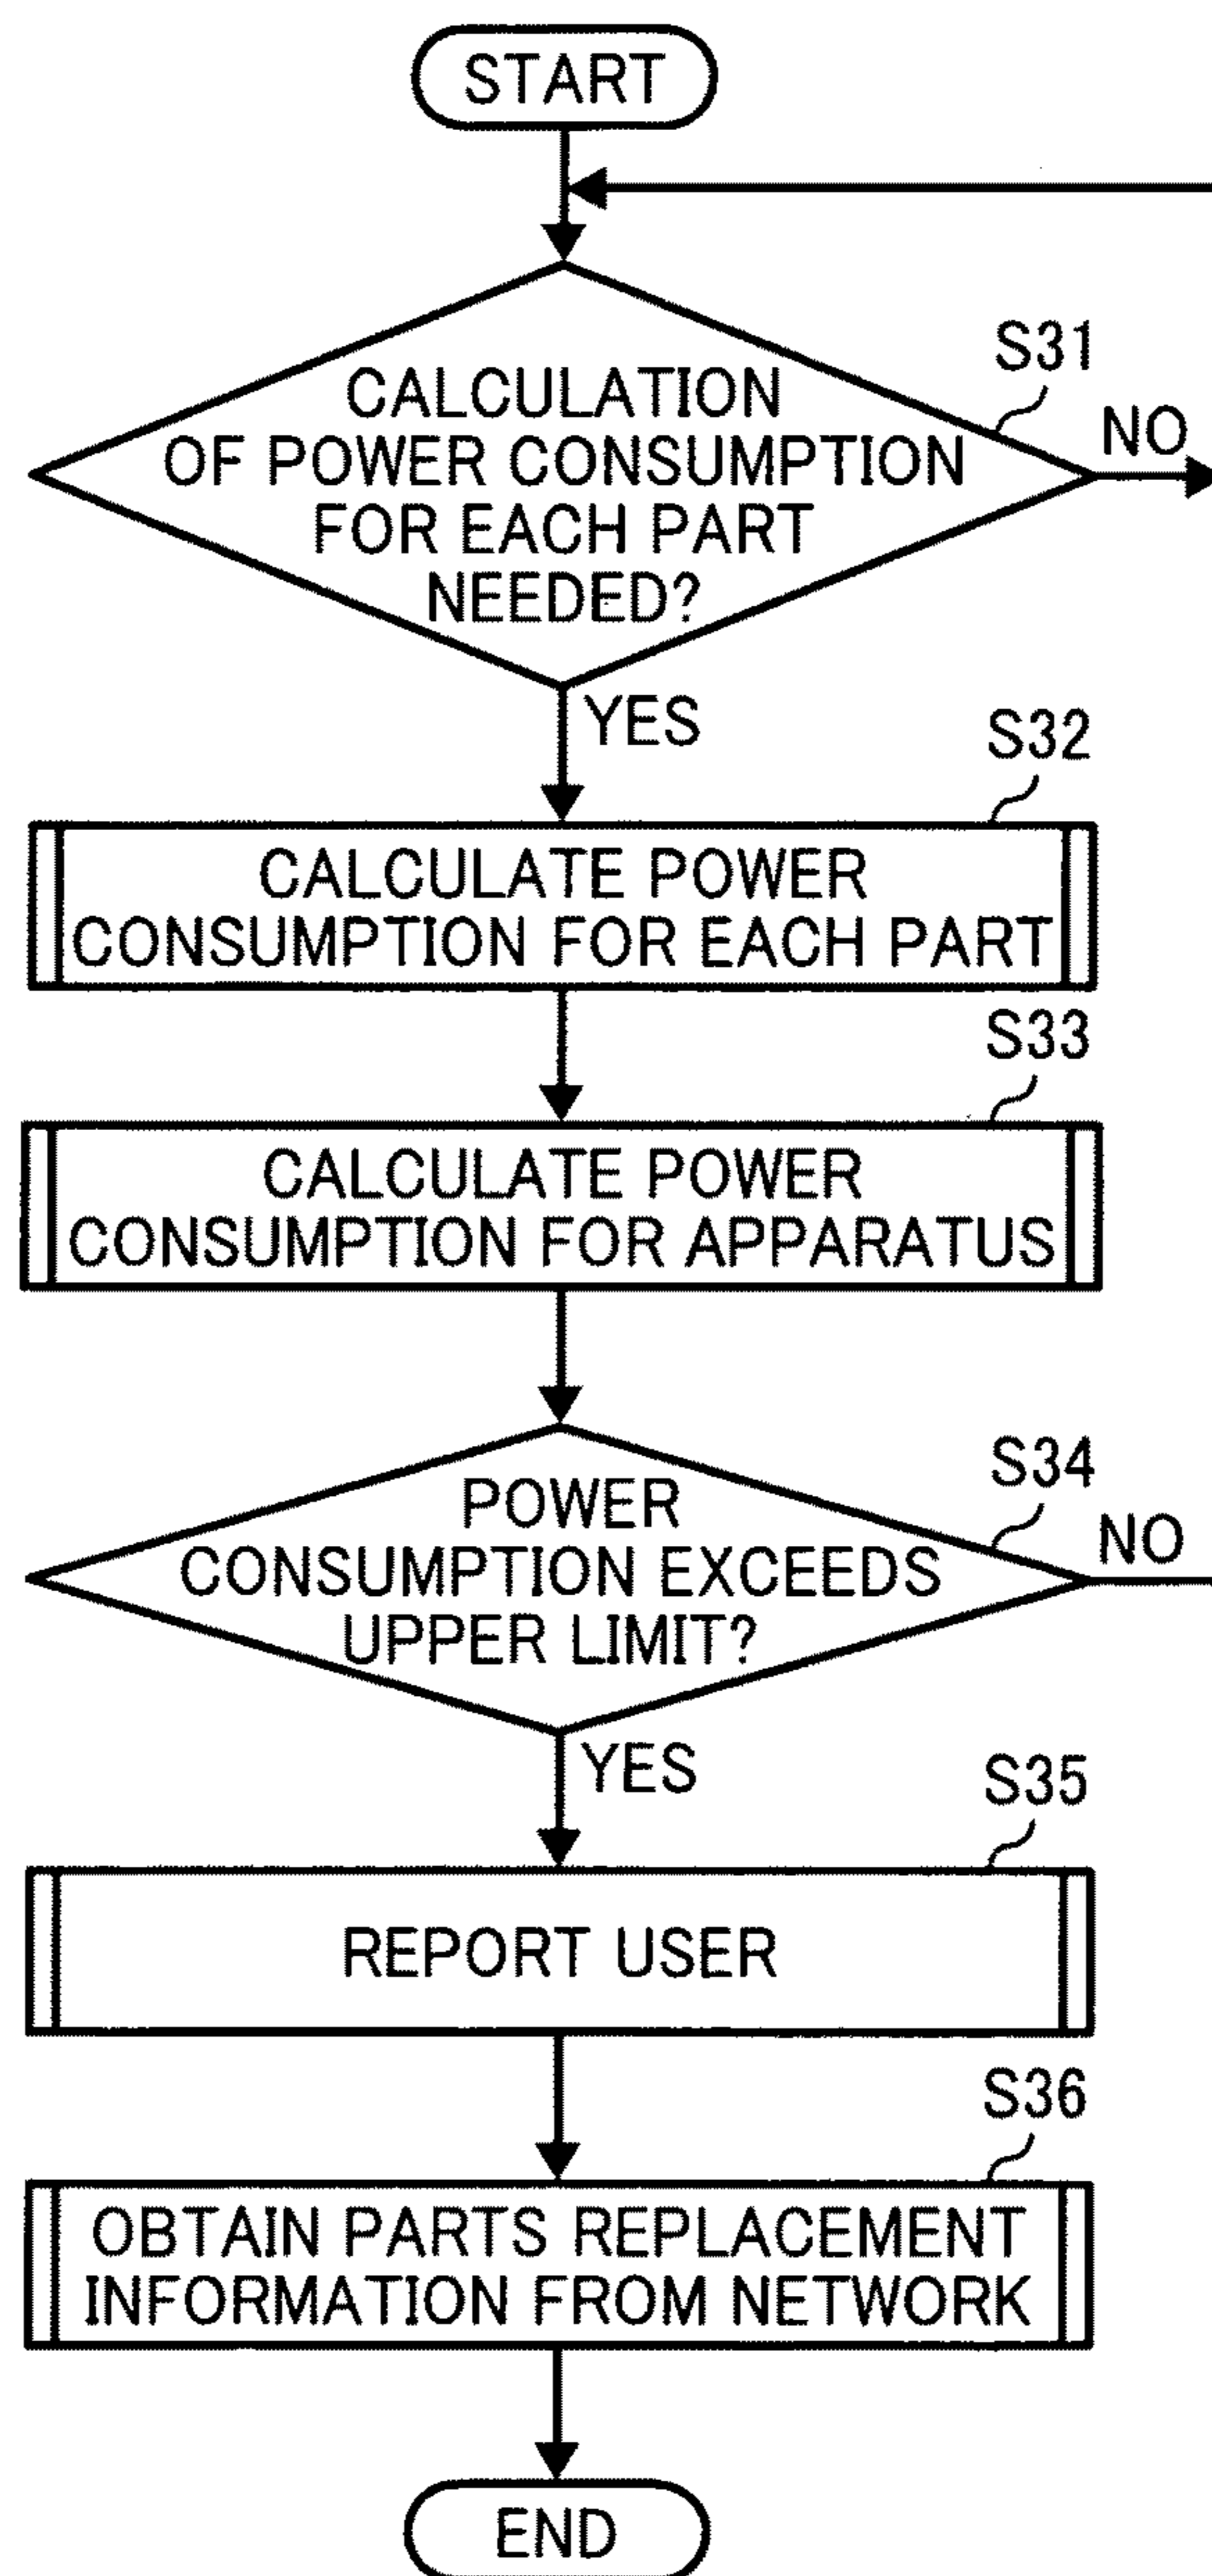 START
S31
CALCULATION
OF POWER CONSUMPTION
FOR EACH PART
NEEDED?
NO
YES
S32
CALCULATE POWER
CONSUMPTION FOR EACH PART
S33
CALCULATE POWER
CONSUMPTION FOR APPARATUS
S34
POWER
CONSUMPTION EXCEEDS
UPPER LIMIT?
NO
YES
S35
REPORT USER
S36
OBTAIN PARTS REPLACEMENT
INFORMATION FROM NETWORK
END